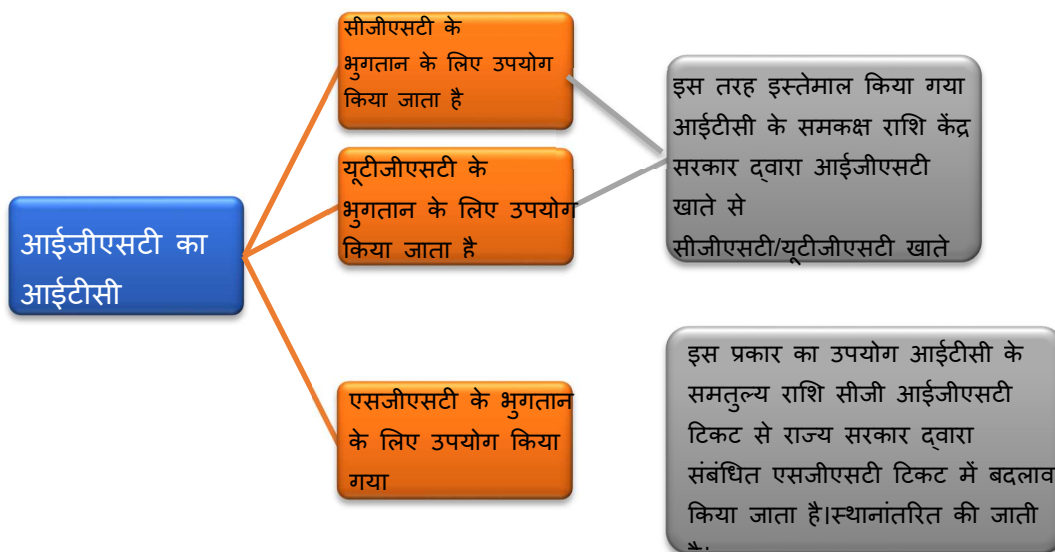 आईजीएसटी का
आईटीसी
सीजीएसटी के
भुगतान के लिए उपयोग
किया जाता है
यूटीजीएसटी के
भुगतान के लिए उपयोग
किया जाता है
एसजीएसटी के भुगतान
के लिए उपयोग किया
गया
इस तरह इस्तेमाल किया गया
आईटीसी के समकक्ष राशि केंद्र
सरकार द्वारा आईजीएसटी
खाते से
सीजीएसटी/यूटीजीएसटी खाते
इस प्रकार का उपयोग आईटीसी के
समतुल्य राशि सीजी आईजीएसटी
टिकट से राज्य सरकार द्वारा
संबंधित एसजीएसटी टिकट में बदलाव
किया जाता है।स्थानांतरित की जाती